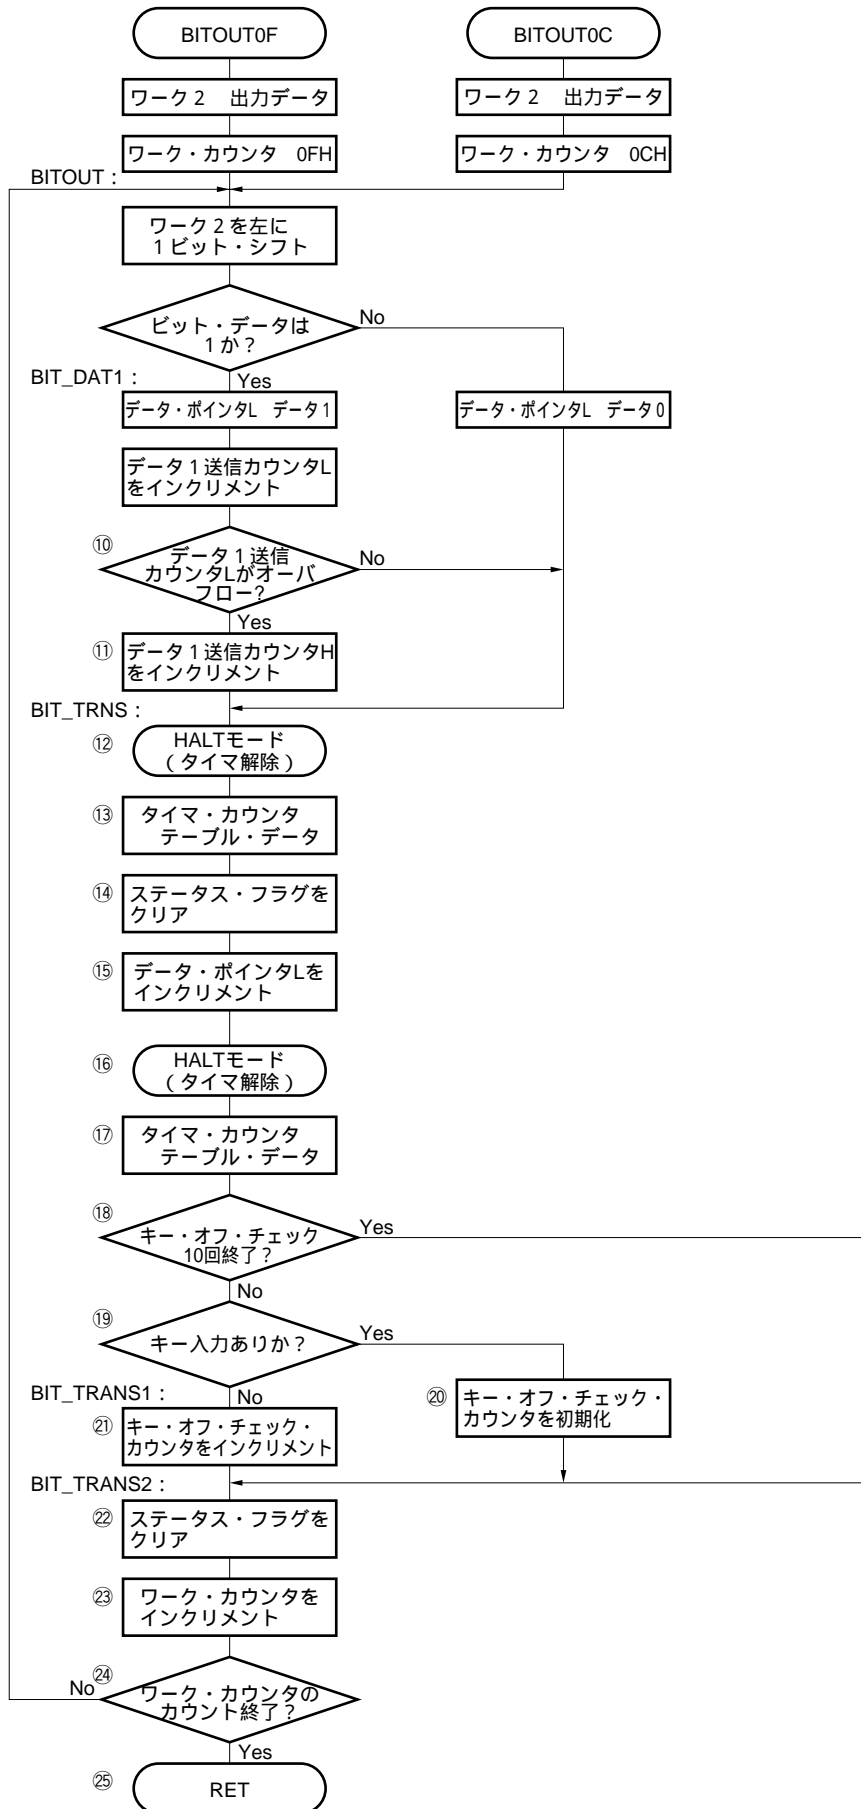 BITOUT0F
BITOUT0C
ワーク2　出力データ
ワーク2　出力データ
ワーク・カウンタ　0FH
ワーク・カウンタ　0CH
BITOUT：
ワーク2を左に
1ビット・シフト
ビット・データは
1か？
No
BIT_DAT1：
Yes
データ・ポインタL　データ1
データ・ポインタL　データ0
データ1送信カウンタL
をインクリメント
⑩
データ1送信
カウンタLがオーバ
フロー?
No
Yes
⑪
データ1送信カウンタH
をインクリメント
BIT_TRNS：
⑫
HALTモード
（タイマ解除）
⑬
タイマ・カウンタ
テーブル・データ
⑭
ステータス・フラグを
クリア
⑮
データ・ポインタLを
インクリメント
⑯
HALTモード
（タイマ解除）
⑰
タイマ・カウンタ
テーブル・データ
⑱
キー・オフ・チェック
10回終了？
Yes
No
⑲
キー入力ありか？
Yes
BIT_TRANS1：
No
⑳
キー・オフ・チェック・
カウンタを初期化
㉑
キー・オフ・チェック・
カウンタをインクリメント
BIT_TRANS2：
㉒
ステータス・フラグを
クリア
㉓
ワーク・カウンタを
インクリメント
㉔
No
ワーク・カウンタの
カウント終了？
Yes
㉕
RET